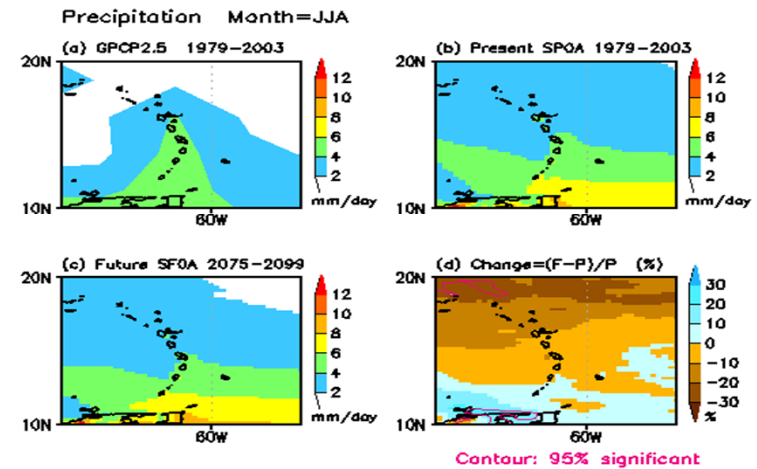 Precipitation Month=JJA
(a) GPCP2.5 1979-2003
20N
10N
60W
12
10
8
6
4
2
mm/day
(b) Present SP0A 1979-2003
20N
10N
60W
12
10
8
6
4
2
mm/day
(c) Future SF0A 2075-2099
20N
10N
60W
12
10
8
6
4
2
mm/day
(d) Change=(F-P)/P (%)
20N
10N
60W
30
20
10
0
-10
-20
-30
%
Contour: 95% significant